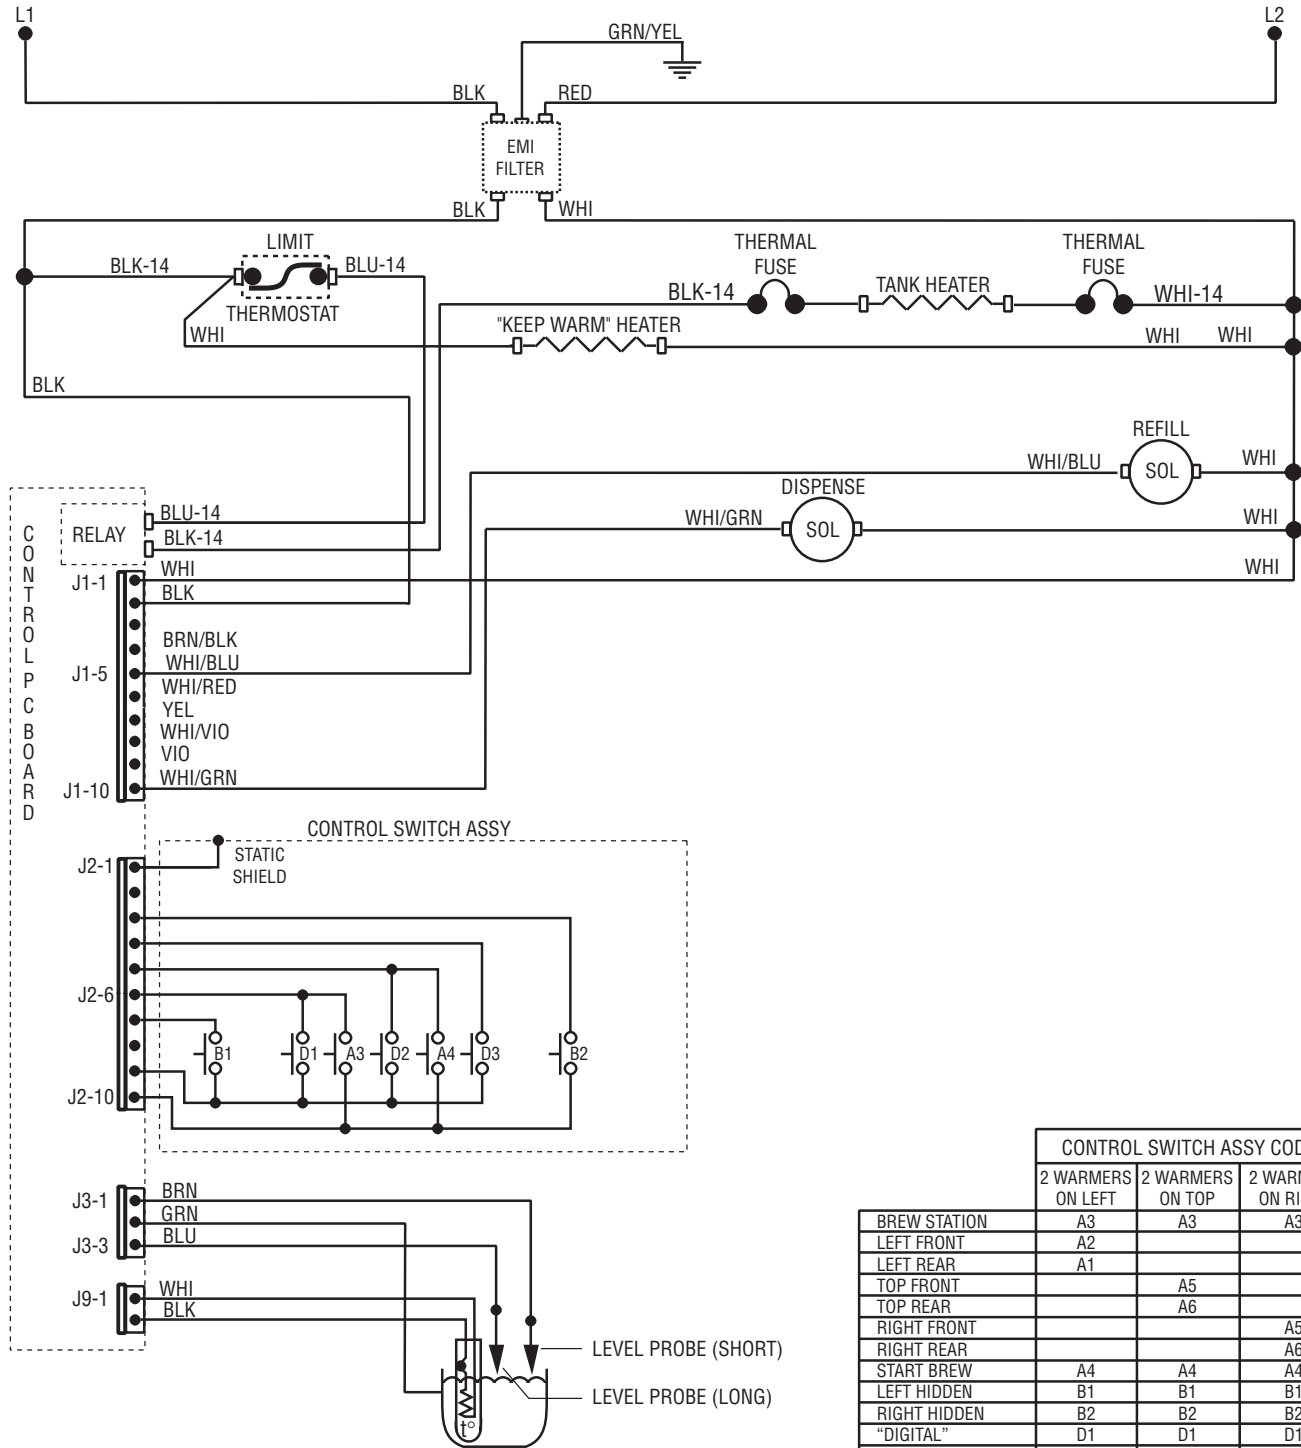 L1
L2
GRN/YEL
BLK
RED
EMI
FILTER
BLK
WHI
LIMIT
THERMAL
FUSE
THERMAL
FUSE
BLK-14
BLU-14
TANK HEATER
BLK-14
WHI-14
THERMOSTAT
"KEEP WARM" HEATER
WHI
WHI
WHI
BLK
REFILL
WHI/BLU
SOL
WHI
DISPENSE
WHI/GRN
SOL
WHI
CONTROL P C BOARD
RELAY
BLU-14
BLK-14
WHI
J1-1
WHI
BLK
BRN/BLK
J1-5
WHI/BLU
WHI/RED
YEL
WHI/VIO
VIO
J1-10
WHI/GRN
CONTROL SWITCH ASSY
J2-1
STATIC
SHIELD
J2-6
B1 D1 A3 D2 A4 D3 B2
J2-10
J3-1
BRN
GRN
J3-3
BLU
J9-1
WHI
BLK
LEVEL PROBE (SHORT)
LEVEL PROBE (LONG)
t°
CONTROL SWITCH ASSY COD
2 WARMERS
ON LEFT
2 WARMERS
ON TOP
2 WARM
ON RI
BREW STATION A3 A3 A3
LEFT FRONT A2
LEFT REAR A1
TOP FRONT A5
TOP REAR A6
RIGHT FRONT A5
RIGHT REAR A6
START BREW A4 A4 A4
LEFT HIDDEN B1 B1 B1
RIGHT HIDDEN B2 B2 B2
“DIGITAL” D1 D1 D1